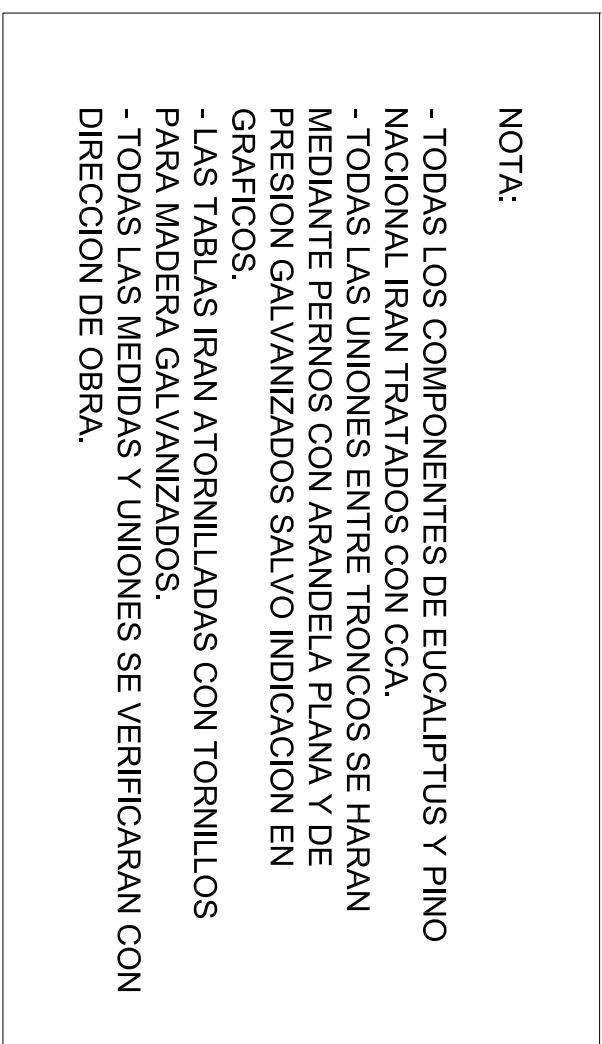 NOTA:
- TODAS LOS COMPONENTES DE EUCALIPTUS Y PINO
NACIONAL IRAN TRATADOS CON CCA.
- TODAS LAS UNIONES ENTRE TRONCOS SE HARAN
MEDIANTE PERNOS CON ARANDELA PLANA Y DE
PRESION GALVANIZADOS SALVO INDICACION EN
GRAFICOS.
- LAS TABLAS IRAN ATORNILLADAS CON TORNILLOS
PARA MADERA GALVANIZADOS.
- TODAS LAS MEDIDAS Y UNIONES SE VERIFICARAN CON
DIRECCION DE OBRA.